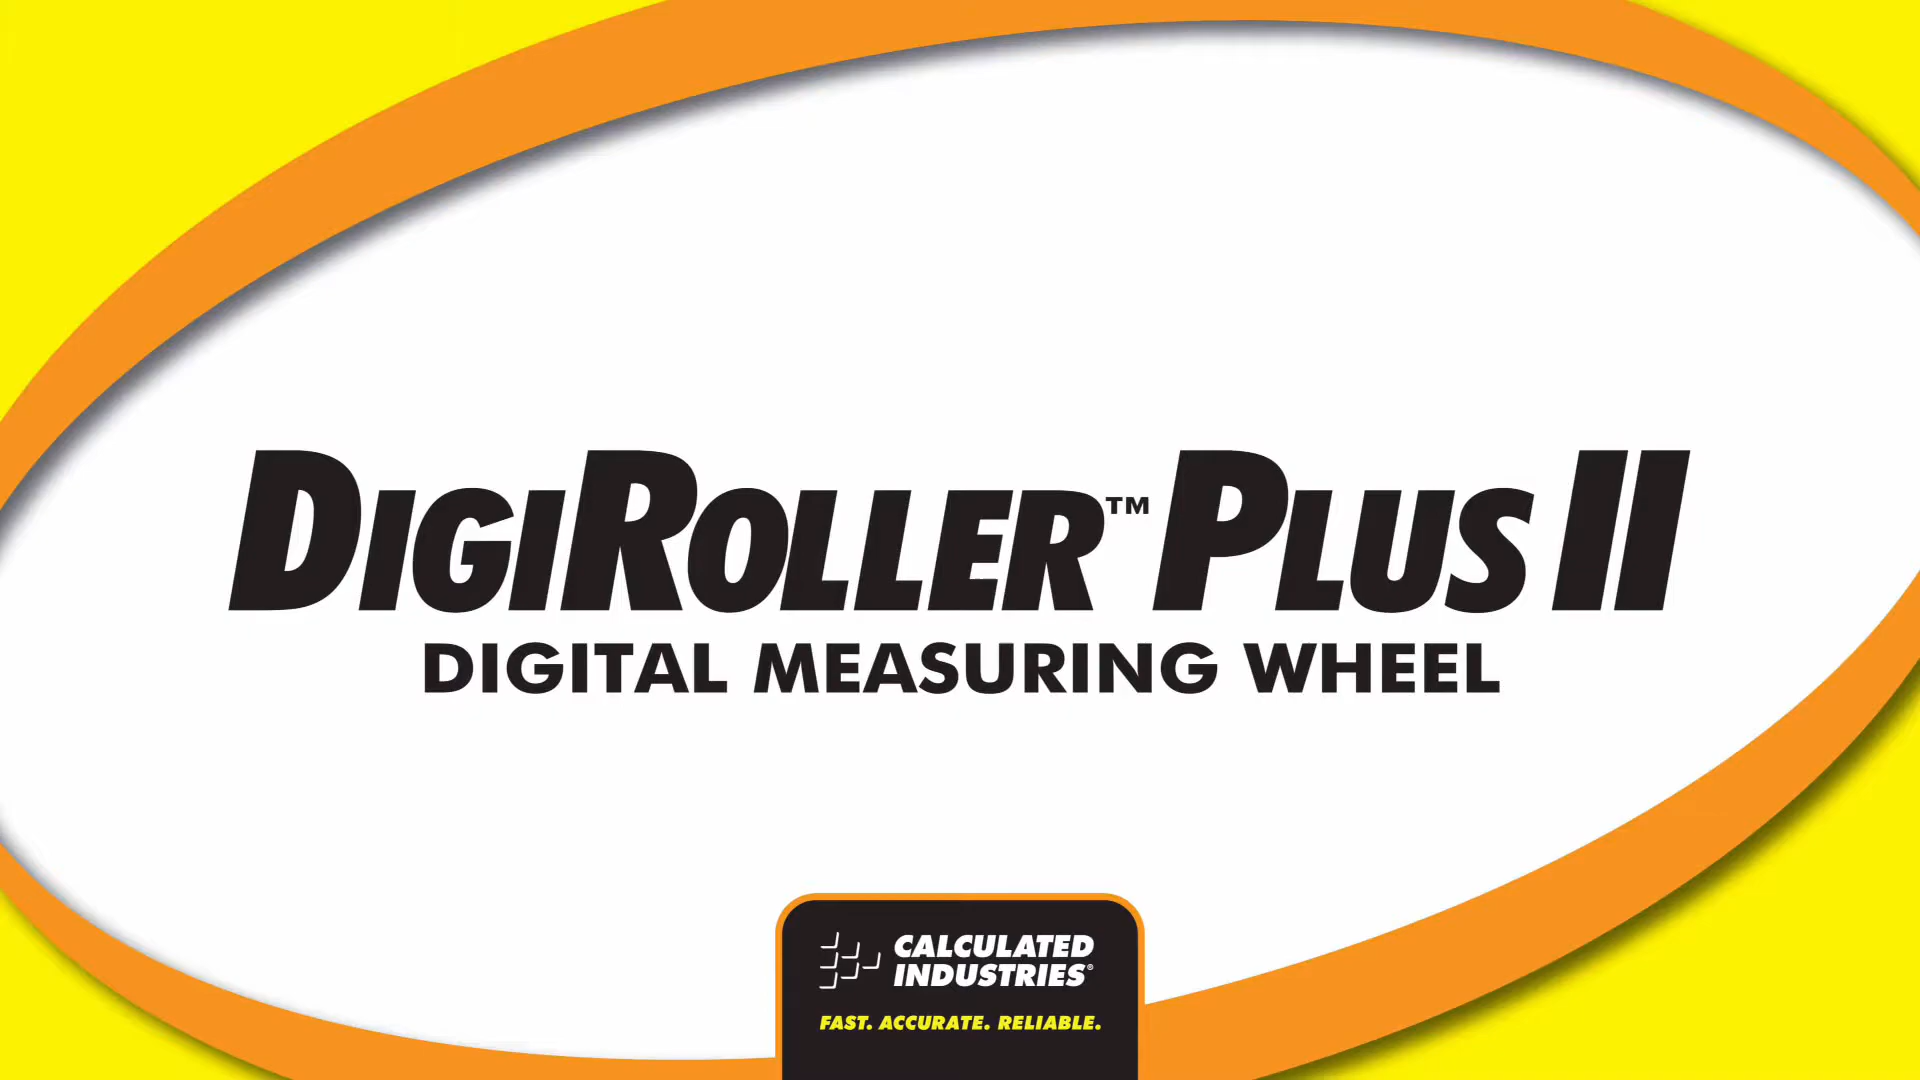 DIGIROLLER™ PLUS II
DIGITAL MEASURING WHEEL
CALCULATED
INDUSTRIES®
FAST. ACCURATE. RELIABLE.